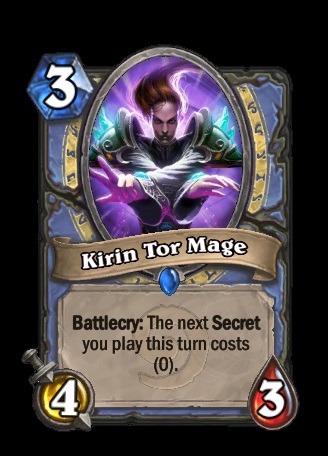 3
Kirin Tor Mage
Battlecry: The next Secret
you play this turn costs
(0).
4
3